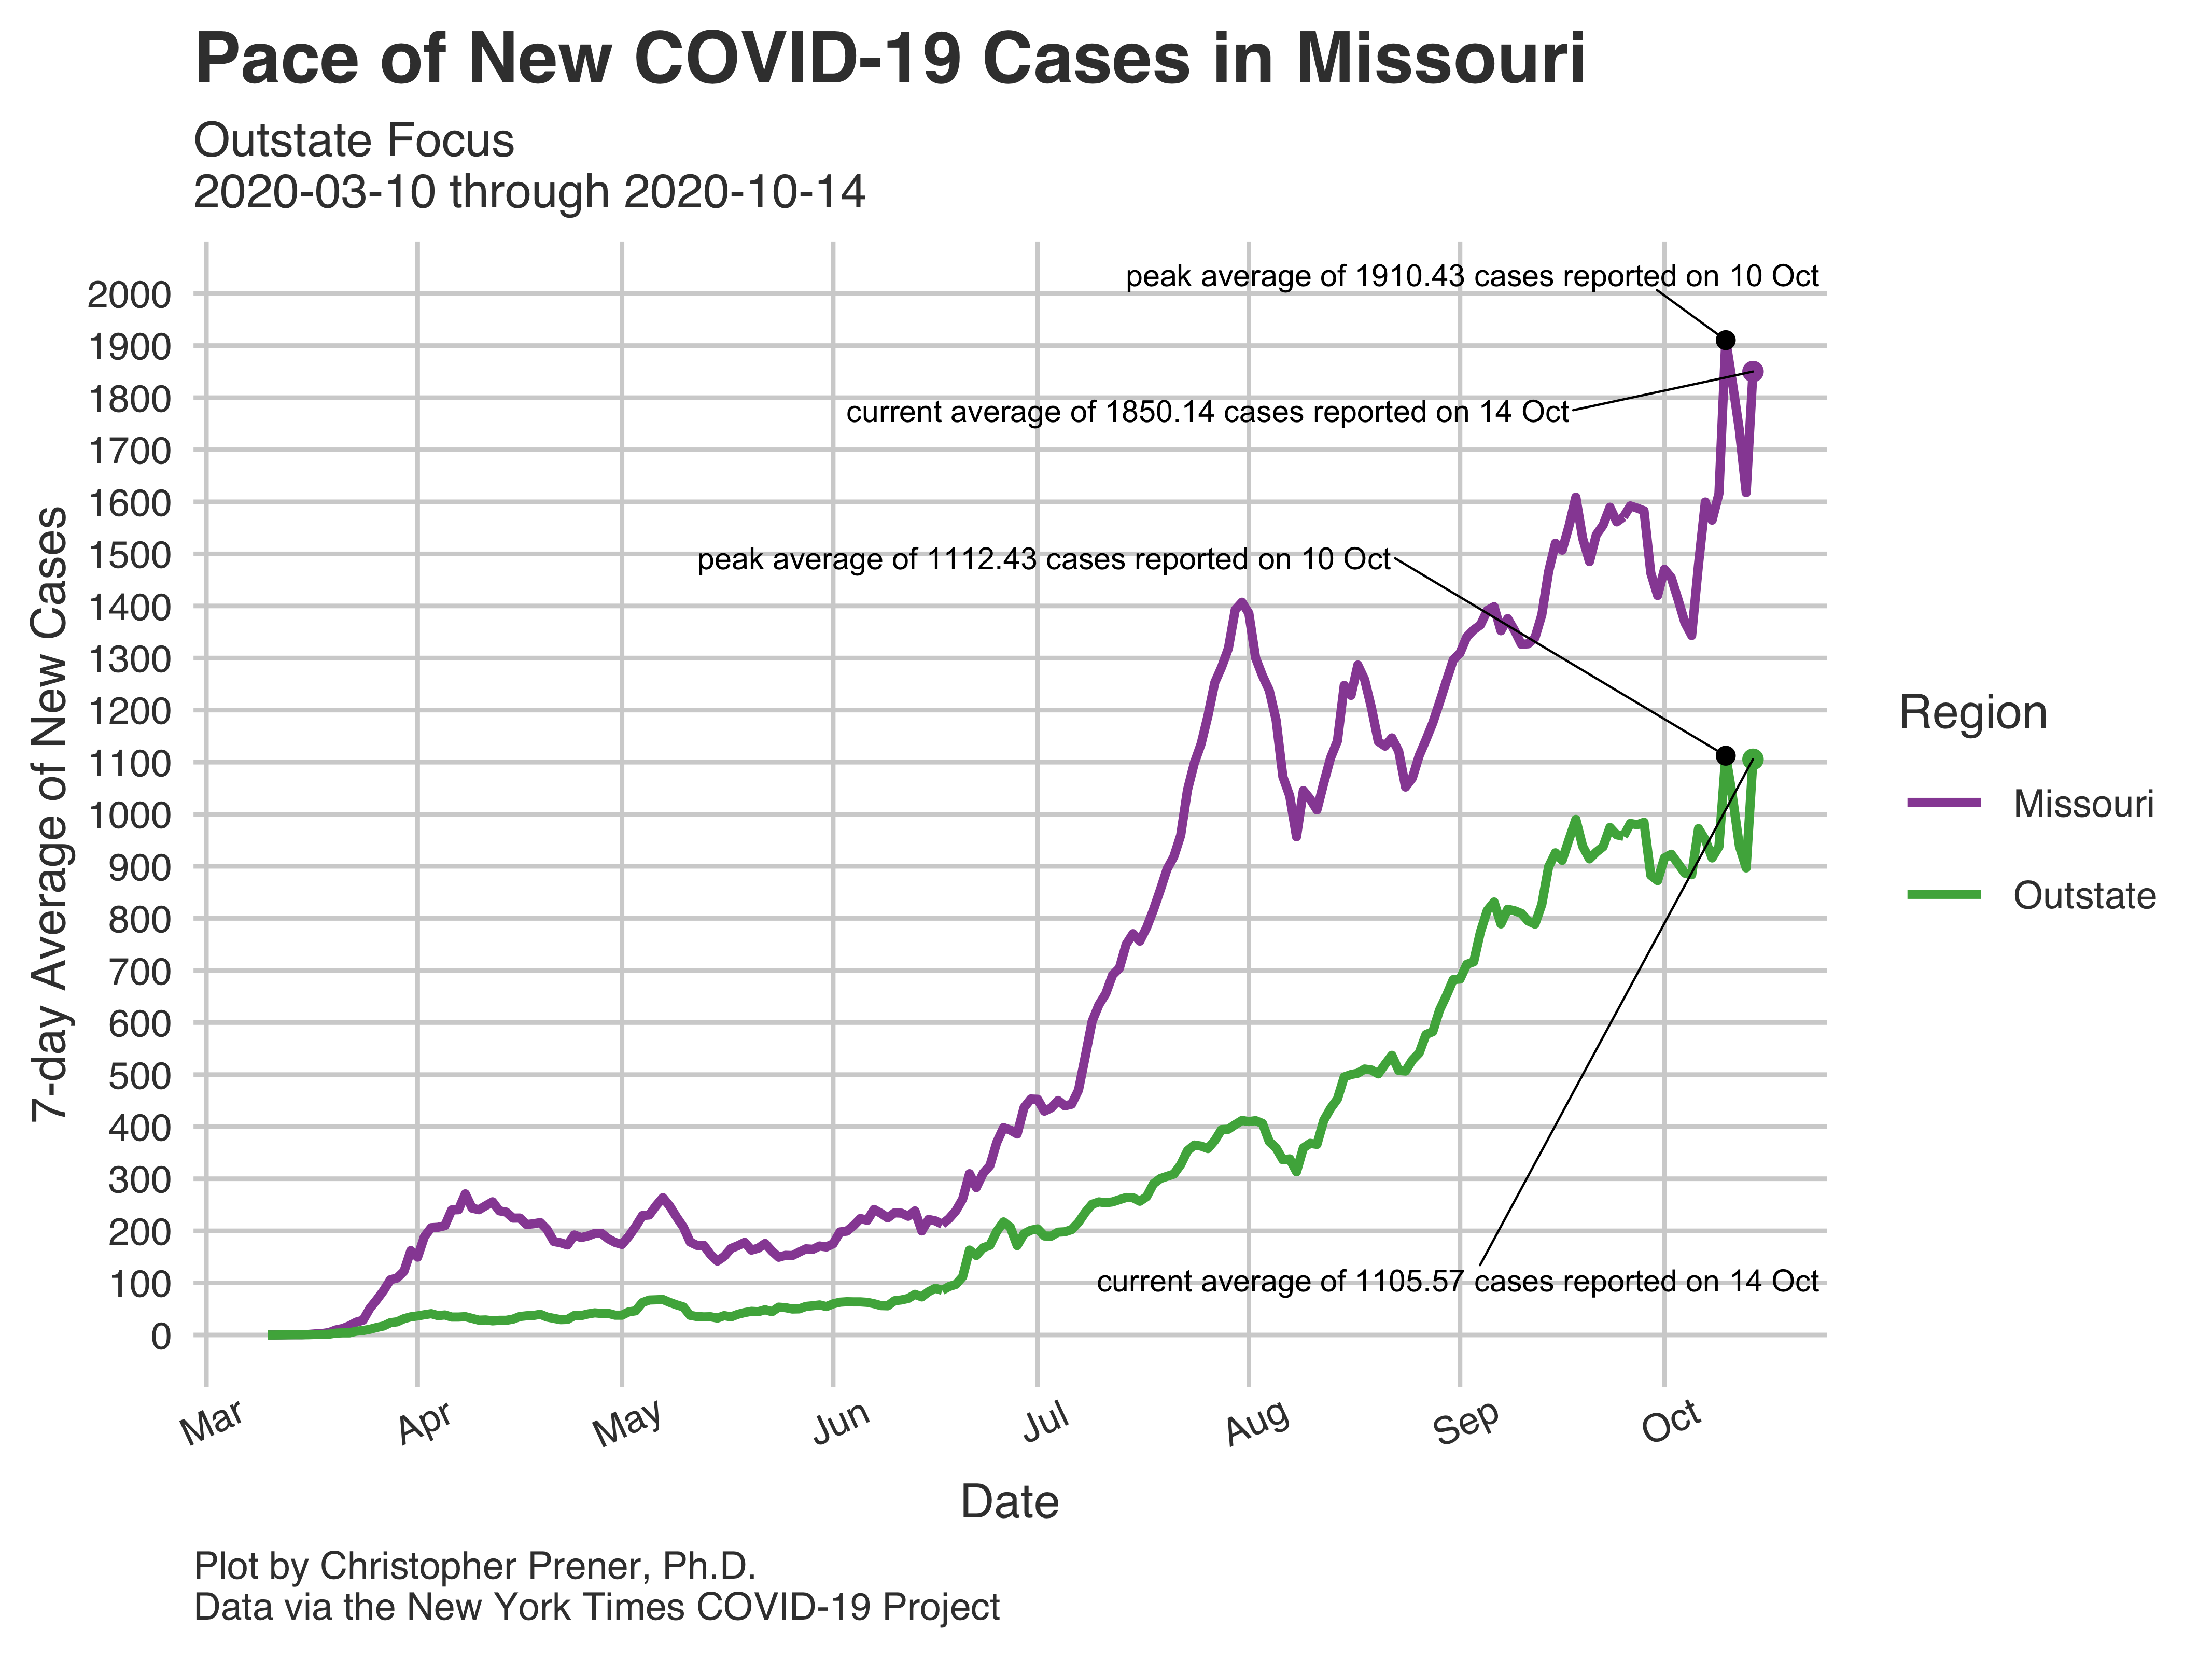 Pace of New COVID-19 Cases in Missouri
Outstate Focus
2020-03-10 through 2020-10-14
7-day Average of New Cases
2000
1900
1800
1700
1600
1500
1400
1300
1200
1100
1000
900
800
700
600
500
400
300
200
100
0
peak average of 1910.43 cases reported on 10 Oct
current average of 1850.14 cases reported on 14 Oct
peak average of 1112.43 cases reported on 10 Oct
current average of 1105.57 cases reported on 14 Oct
Region
Missouri
Outstate
Mar
Apr
May
Jun
Jul
Aug
Sep
Oct
Date
Plot by Christopher Prener, Ph.D.
Data via the New York Times COVID-19 Project